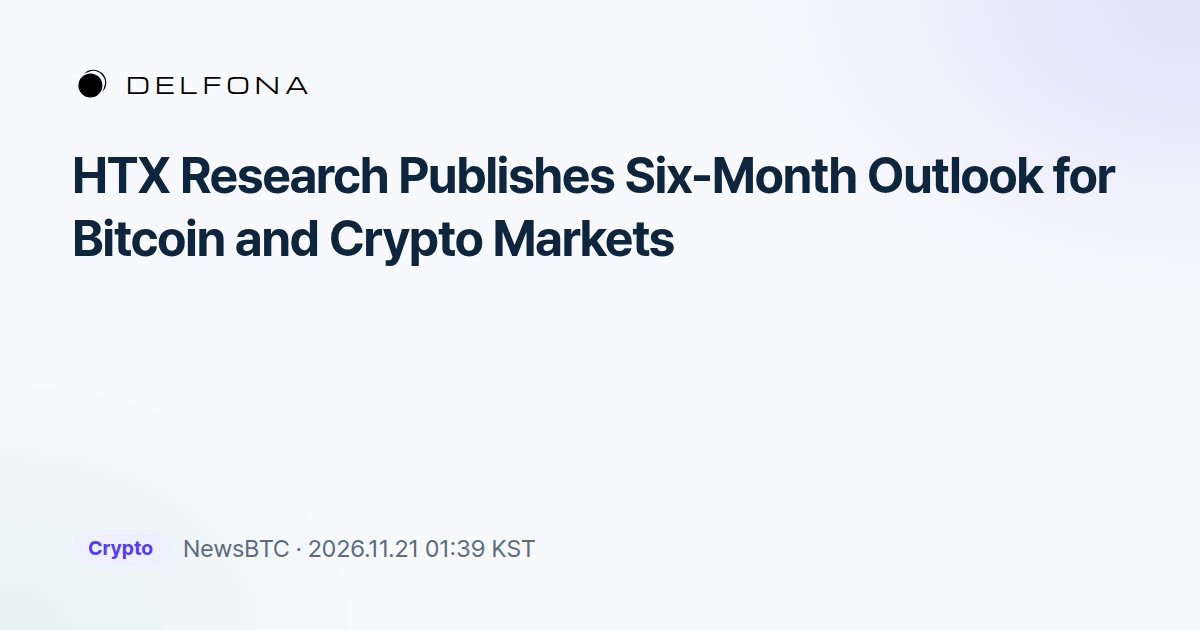 DELFONA
HTX Research Publishes Six-Month Outlook for
Bitcoin and Crypto Markets
Crypto NewsBTC · 2026.11.21 01:39 KST